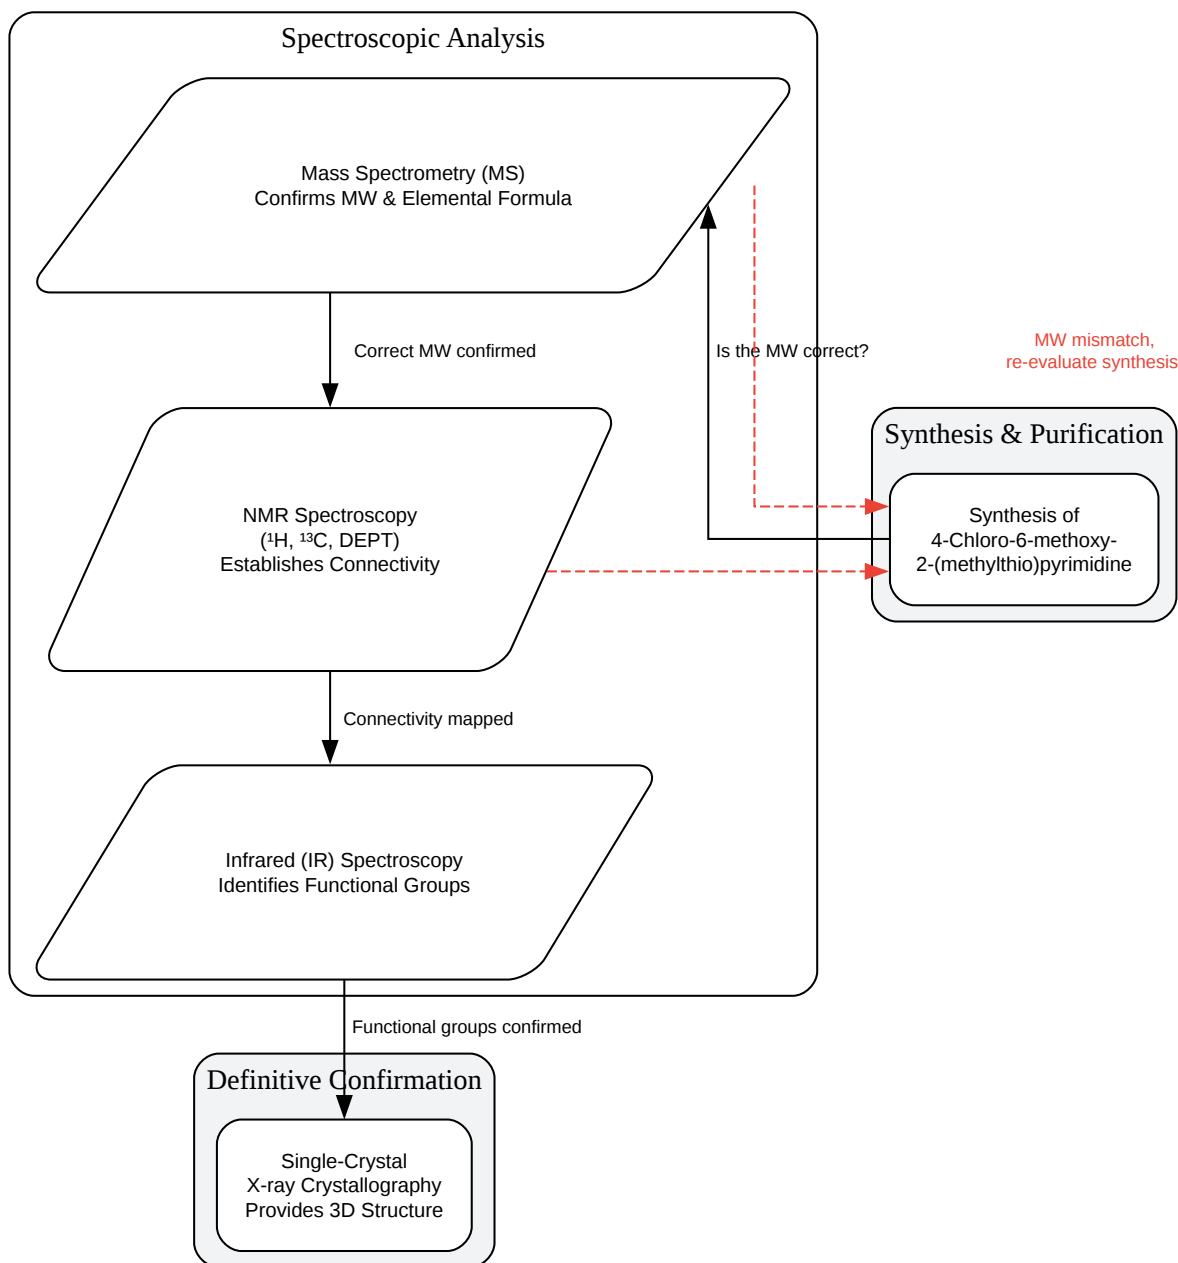 Spectroscopic Analysis
Mass Spectrometry (MS)
Confirms MW & Elemental Formula
Correct MW confirmed
Is the MW correct?
MW mismatch,
re-evaluate synthesis
Synthesis & Purification
Synthesis of
4-Chloro-6-methoxy-
2-(methylthio)pyrimidine
NMR Spectroscopy
(¹H, ¹³C, DEPT)
Establishes Connectivity
Connectivity mapped
Infrared (IR) Spectroscopy
Identifies Functional Groups
Functional groups confirmed
Definitive Confirmation
Single-Crystal
X-ray Crystallography
Provides 3D Structure